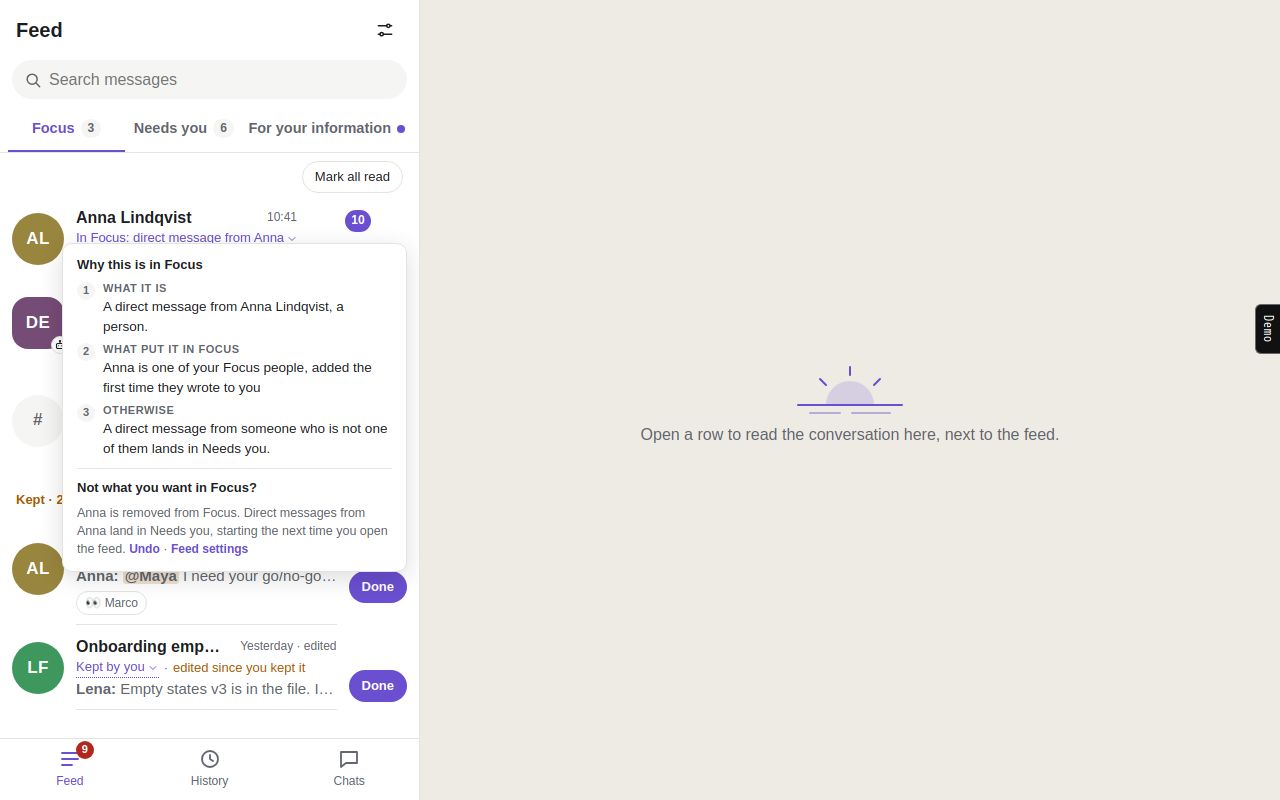 Feed
Search messages
Focus 3 Needs you 6 For your information
Mark all read
AL
Anna Lindqvist 10:41 10
In Focus: direct message from Anna
Why this is in Focus
1 WHAT IT IS
A direct message from Anna Lindqvist, a
person.
2 WHAT PUT IT IN FOCUS
Anna is one of your Focus people, added the
first time they wrote to you
3 OTHERWISE
A direct message from someone who is not one
of them lands in Needs you.
Not what you want in Focus?
Anna is removed from Focus. Direct messages from
Anna land in Needs you, starting the next time you open
the feed. Undo · Feed settings
DE
#
Kept · 2
AL
Anna: @Maya I need your go/no-go…
👀 Marco
Done
LF
Onboarding emp… Yesterday · edited
Kept by you · edited since you kept it
Lena: Empty states v3 is in the file. I…
Done
9
Feed History Chats
Open a row to read the conversation here, next to the feed.
Demo